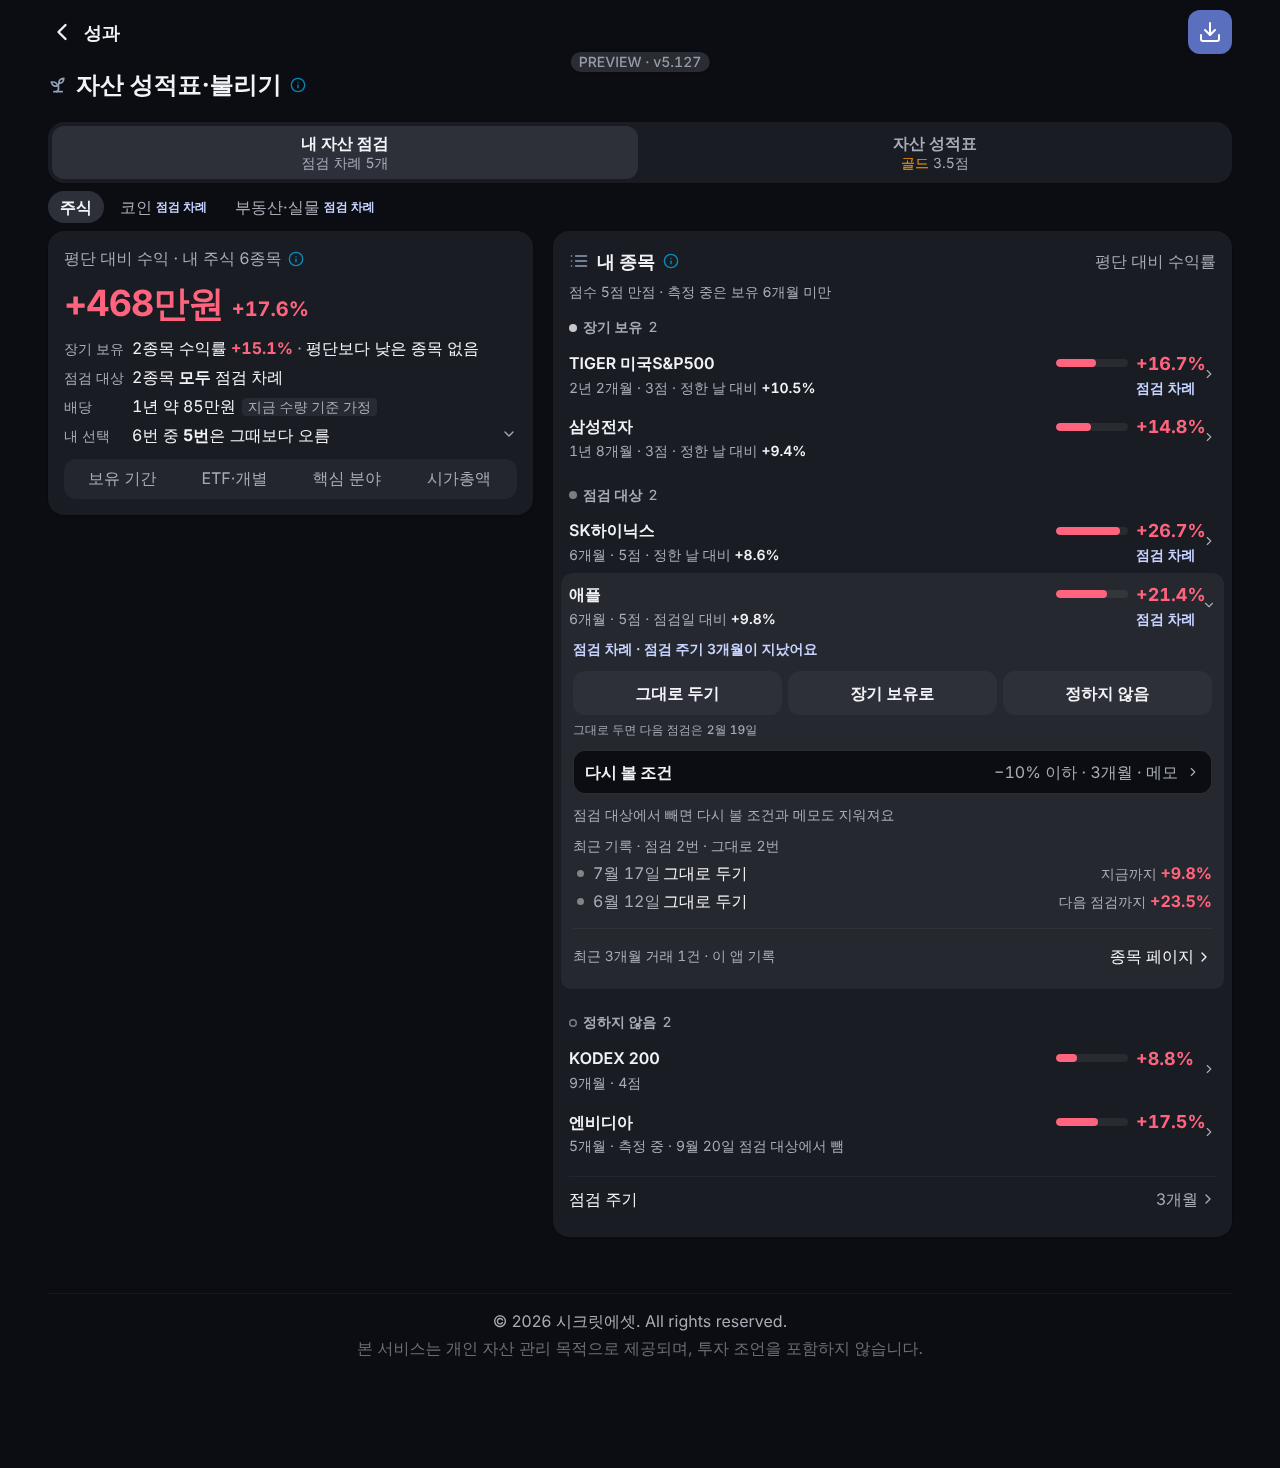 성과
PREVIEW · v5.127
자산 성적표·불리기
내 자산 점검
점검 차례 5개
자산 성적표
골드 3.5점
주식
코인 점검 차례
부동산·실물 점검 차례
평단 대비 수익 · 내 주식 6종목
+468만원 +17.6%
장기 보유 2종목 수익률 +15.1% · 평단보다 낮은 종목 없음
점검 대상 2종목 모두 점검 차례
배당 1년 약 85만원 지금 수량 기준 가정
내 선택 6번 중 5번은 그때보다 오름
보유 기간 ETF·개별 핵심 분야 시가총액
내 종목
평단 대비 수익률
점수 5점 만점 · 측정 중은 보유 6개월 미만
장기 보유 2
TIGER 미국S&P500 +16.7%
2년 2개월 · 3점 · 정한 날 대비 +10.5% 점검 차례
삼성전자 +14.8%
1년 8개월 · 3점 · 정한 날 대비 +9.4%
점검 대상 2
SK하이닉스 +26.7%
6개월 · 5점 · 정한 날 대비 +8.6% 점검 차례
애플 +21.4%
6개월 · 5점 · 점검일 대비 +9.8% 점검 차례
점검 차례 · 점검 주기 3개월이 지났어요
그대로 두기 장기 보유로 정하지 않음
그대로 두면 다음 점검은 2월 19일
다시 볼 조건 −10% 이하 · 3개월 · 메모
점검 대상에서 빼면 다시 볼 조건과 메모도 지워져요
최근 기록 · 점검 2번 · 그대로 2번
7월 17일 그대로 두기 지금까지 +9.8%
6월 12일 그대로 두기 다음 점검까지 +23.5%
최근 3개월 거래 1건 · 이 앱 기록 종목 페이지
정하지 않음 2
KODEX 200 +8.8%
9개월 · 4점
엔비디아 +17.5%
5개월 · 측정 중 · 9월 20일 점검 대상에서 뺌
점검 주기 3개월
© 2026 시크릿에셋. All rights reserved.
본 서비스는 개인 자산 관리 목적으로 제공되며, 투자 조언을 포함하지 않습니다.